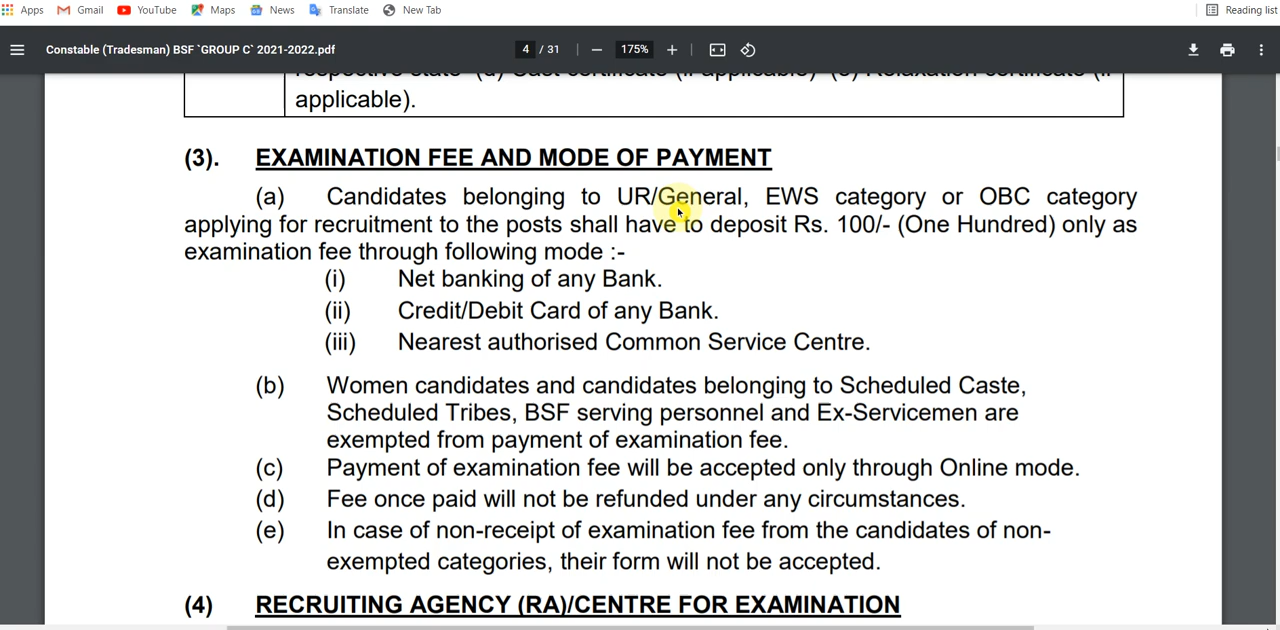 Apps Gmail YouTube Maps News Translate New Tab Reading list
Constable (Tradesman) BSF `GROUP C` 2021-2022.pdf 4 / 31 175%
applicable).
(3). EXAMINATION FEE AND MODE OF PAYMENT
(a) Candidates belonging to UR/General, EWS category or OBC category
applying for recruitment to the posts shall have to deposit Rs. 100/- (One Hundred) only as
examination fee through following mode :-
(i) Net banking of any Bank.
(ii) Credit/Debit Card of any Bank.
(iii) Nearest authorised Common Service Centre.
(b) Women candidates and candidates belonging to Scheduled Caste,
Scheduled Tribes, BSF serving personnel and Ex-Servicemen are
exempted from payment of examination fee.
(c) Payment of examination fee will be accepted only through Online mode.
(d) Fee once paid will not be refunded under any circumstances.
(e) In case of non-receipt of examination fee from the candidates of non-
exempted categories, their form will not be accepted.
(4) RECRUITING AGENCY (RA)/CENTRE FOR EXAMINATION